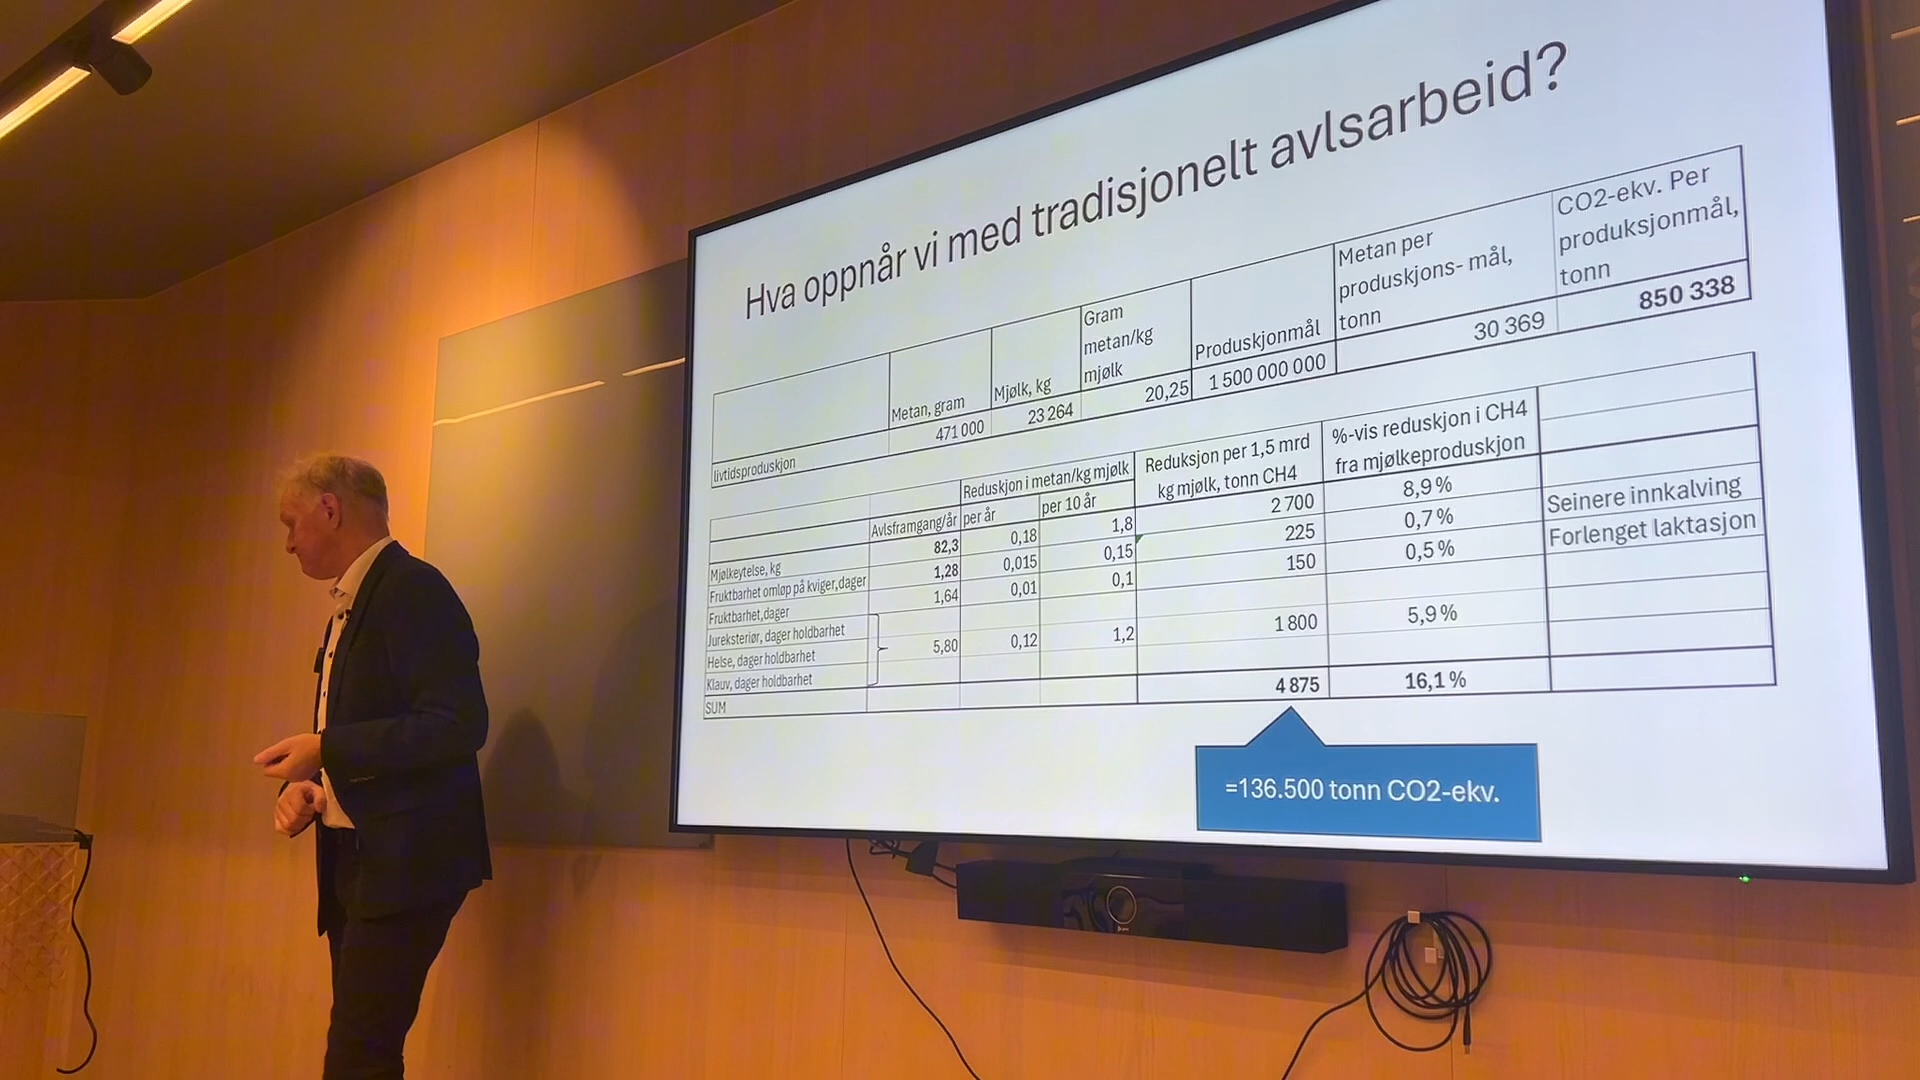 Hva oppnår vi med tradisjonelt avlsarbeid?
Metan, gram
Mjølk, kg
Gram
metan/kg
mjølk
Produskjonmål
Metan per
produskjons- mål,
tonn
CO2-ekv. Per
produksjonmål,
tonn
livtidsproduskjon 471 000 23 264 20,25 1 500 000 000 30 369 850 338
Reduskjon i metan/kg mjølk
Reduksjon per 1,5 mrd
kg mjølk, tonn CH4
%-vis reduskjon i CH4
fra mjølkeproduskjon
Avlsframgang/år per år per 10 år
Mjølkeytelse, kg 82,3 0,18 1,8 2 700 8,9 %
Fruktbarhet omløp på kviger,dager 1,28 0,015 0,15 225 0,7 % Seinere innkalving
Fruktbarhet,dager 1,64 0,01 0,1 150 0,5 % Forlenget laktasjon
Jureksteriør, dager holdbarhet
Helse, dager holdbarhet 5,80 0,12 1,2 1 800 5,9 %
Klauv, dager holdbarhet
SUM 4 875 16,1 %
=136.500 tonn CO2-ekv.